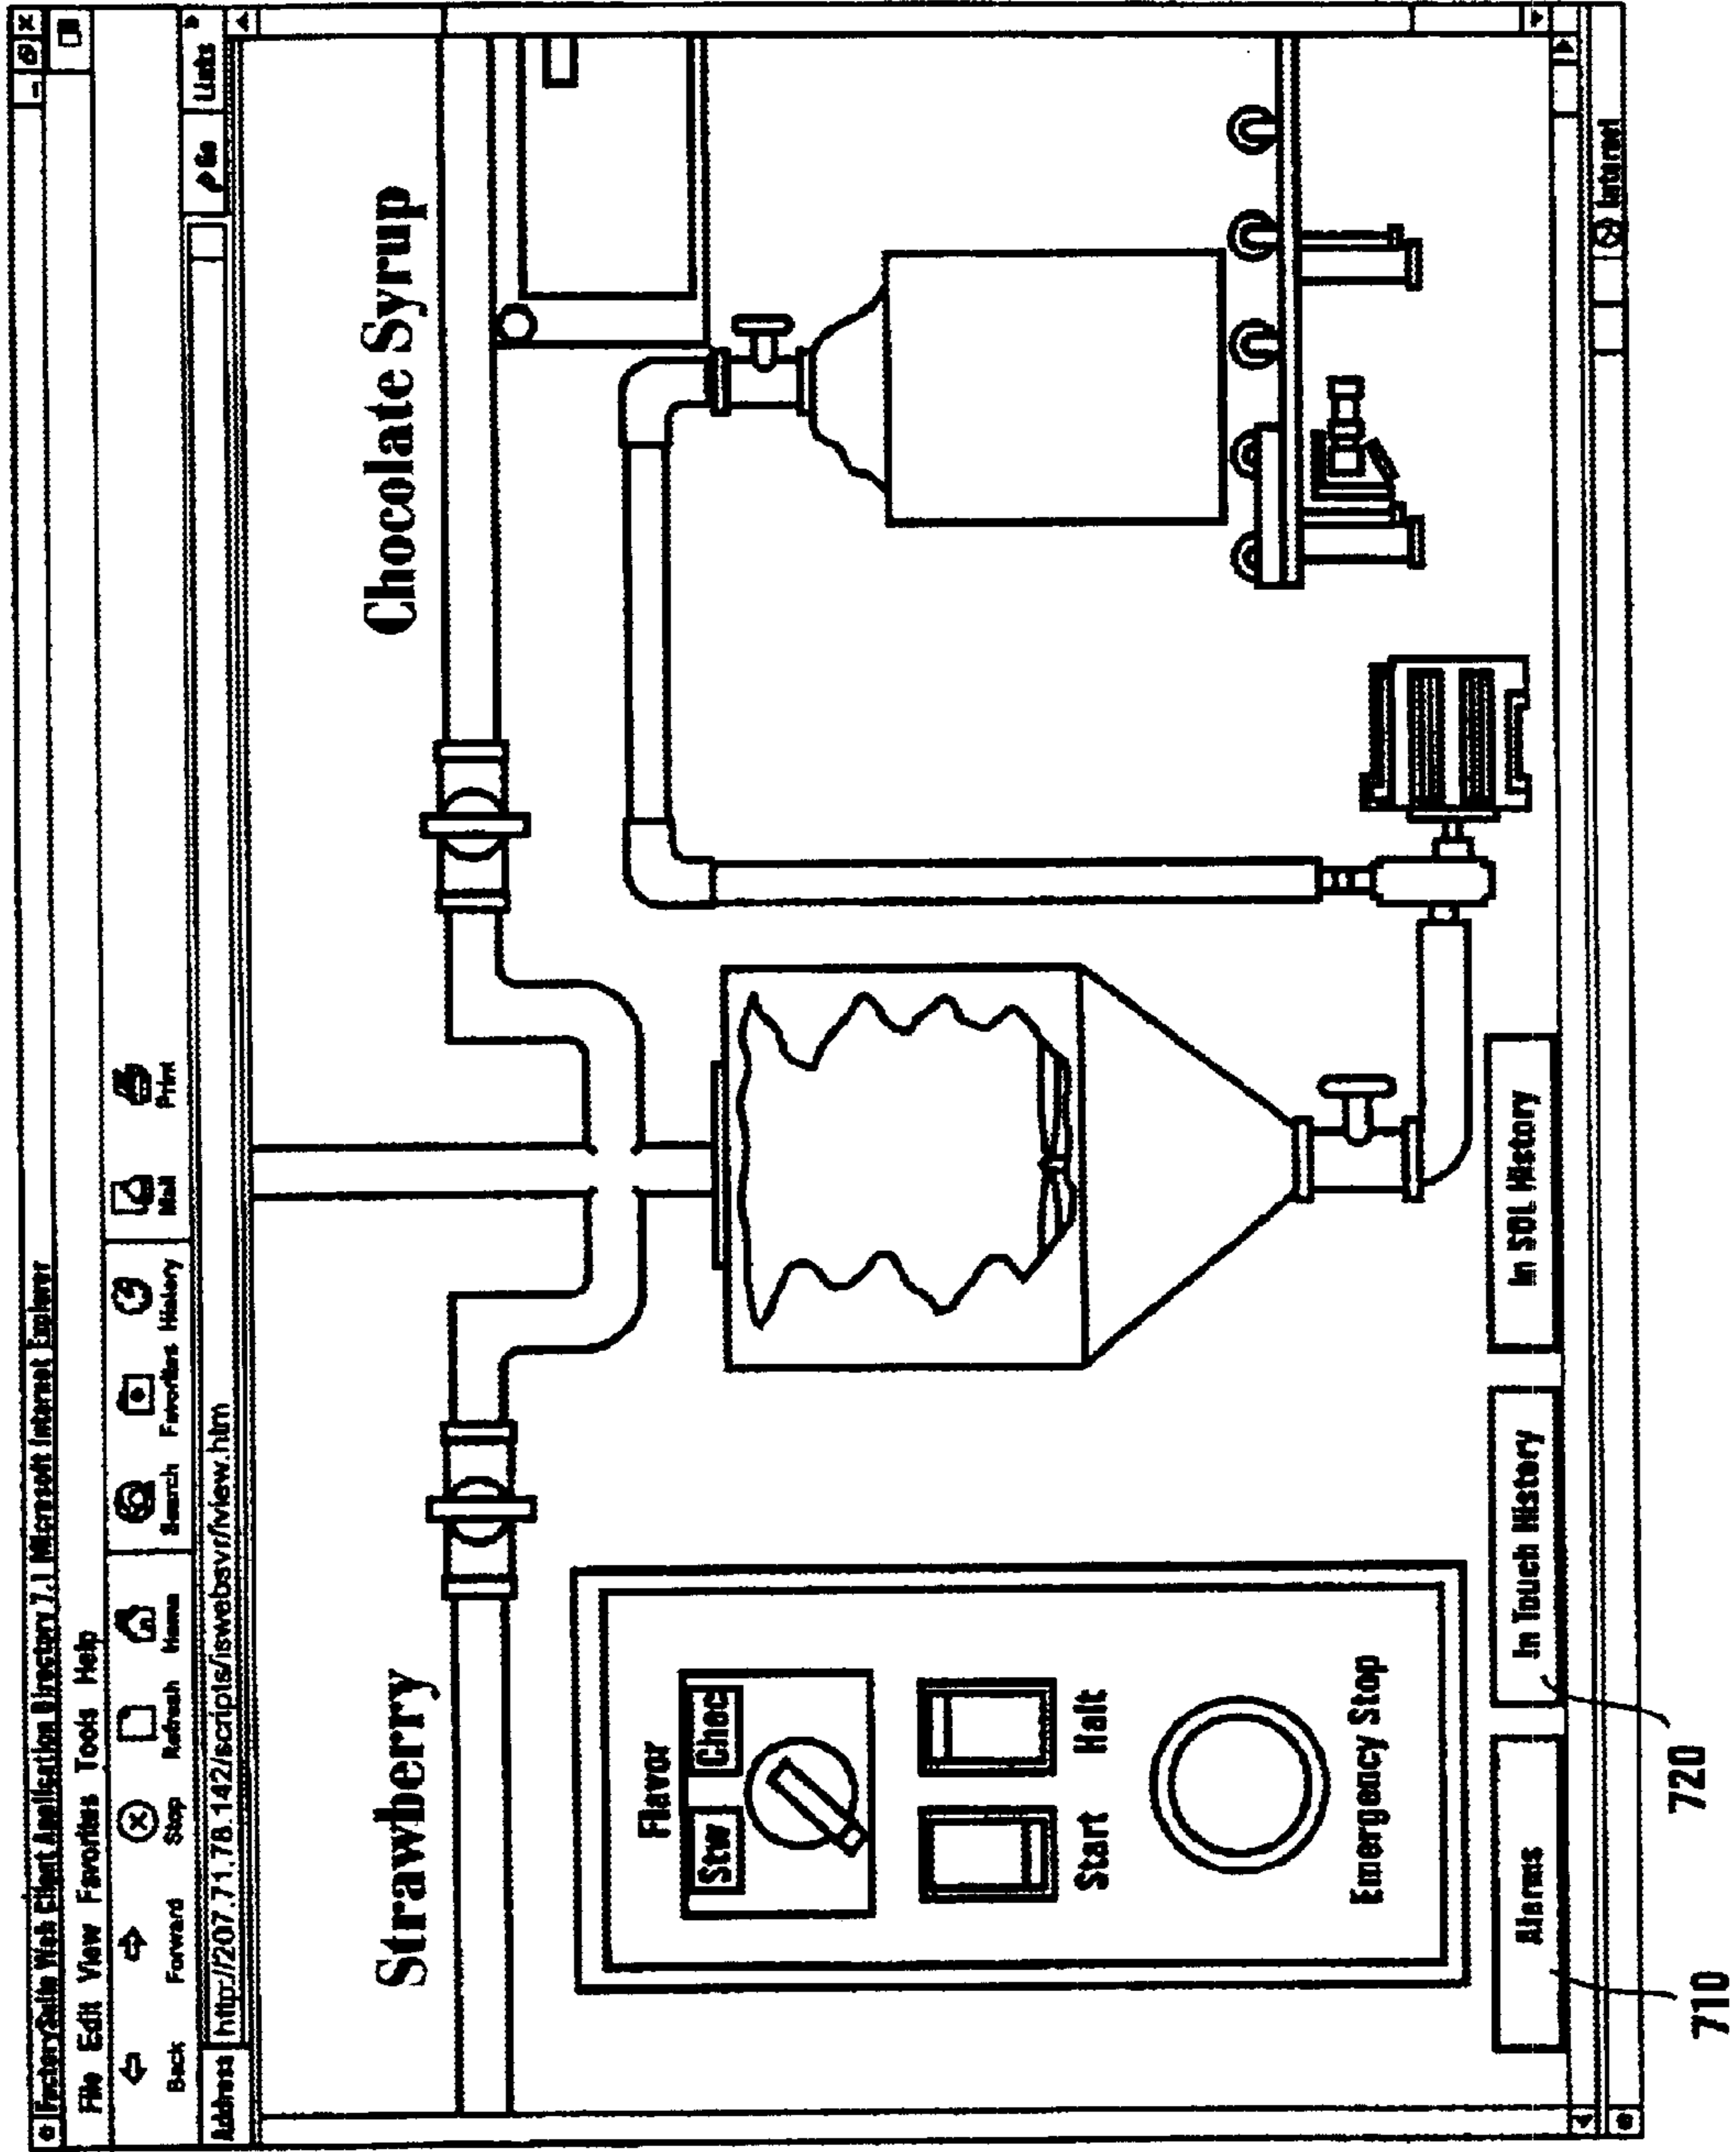 FactorySuite Web Client Application Directory 7.1 Microsoft Internet Explorer
File Edit View Favorites Tools Help
Back Forward Stop Refresh Home Search Favorites History Mail Print
Address http://207.71.78.142/scripts/iswebsvr/iview.htm Go Links
Strawberry
Chocolate Syrup
Flavor
Stw Choc
Start Halt
Emergency Stop
Alarms In Touch History In SQL History
Internet
710 720